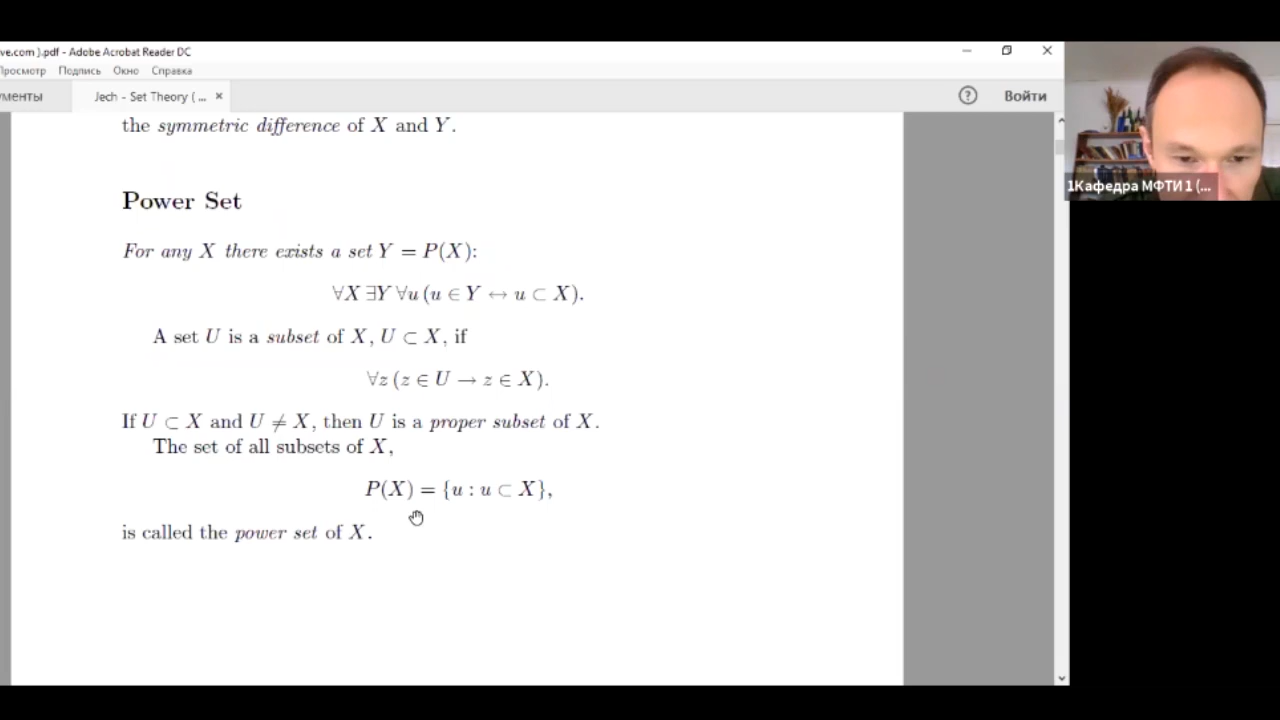 ve.com ).pdf - Adobe Acrobat Reader DC
Просмотр Подпись Окно Справка
ументы Jech - Set Theory ( ... × ? Войти
the symmetric difference of X and Y.
Power Set
For any X there exists a set Y = P(X):
∀X ∃Y ∀u (u ∈ Y ↔ u ⊂ X).
A set U is a subset of X, U ⊂ X, if
∀z (z ∈ U → z ∈ X).
If U ⊂ X and U ≠ X, then U is a proper subset of X.
The set of all subsets of X,
P(X) = {u : u ⊂ X},
is called the power set of X.
1Кафедра МФТИ 1 (...